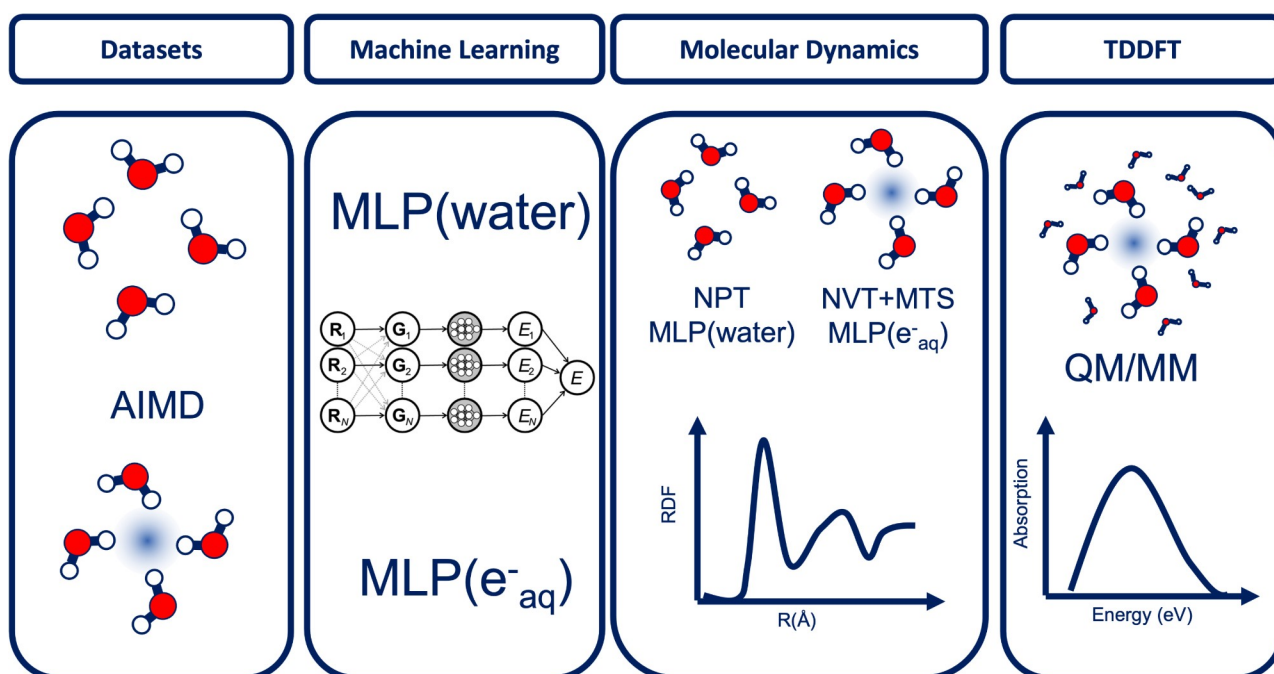 Datasets
Machine Learning
Molecular Dynamics
TDDFT
AIMD
MLP(water)
R1 G1 E1
R2 G2 E2 E
RN GN EN
MLP(e-aq)
NPT
MLP(water)
NVT+MTS
MLP(e-aq)
RDF
R(Å)
QM/MM
Absorption
Energy (eV)